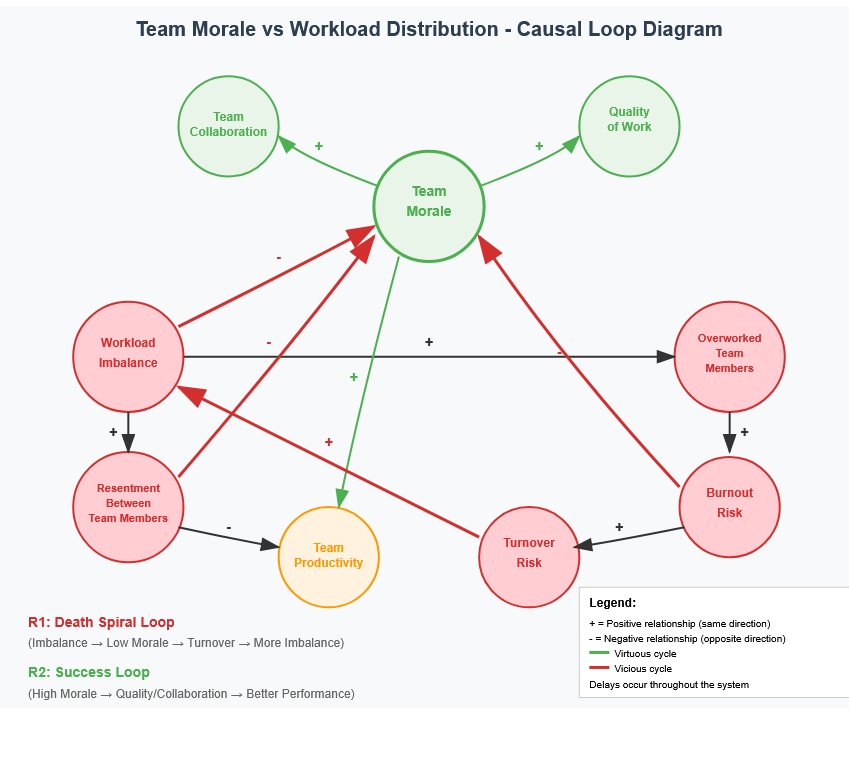 Team Morale vs Workload Distribution - Causal Loop Diagram
Team
Collaboration
+
+
Quality
of Work
Team
Morale
-
Workload
Imbalance
-
+
+
-
Overworked
Team
Members
+
+
+
Resentment
Between
Team Members
-
Team
Productivity
Turnover
Risk
+
Burnout
Risk
R1: Death Spiral Loop
(Imbalance → Low Morale → Turnover → More Imbalance)
R2: Success Loop
(High Morale → Quality/Collaboration → Better Performance)
Legend:
+ = Positive relationship (same direction)
- = Negative relationship (opposite direction)
Virtuous cycle
Vicious cycle
Delays occur throughout the system